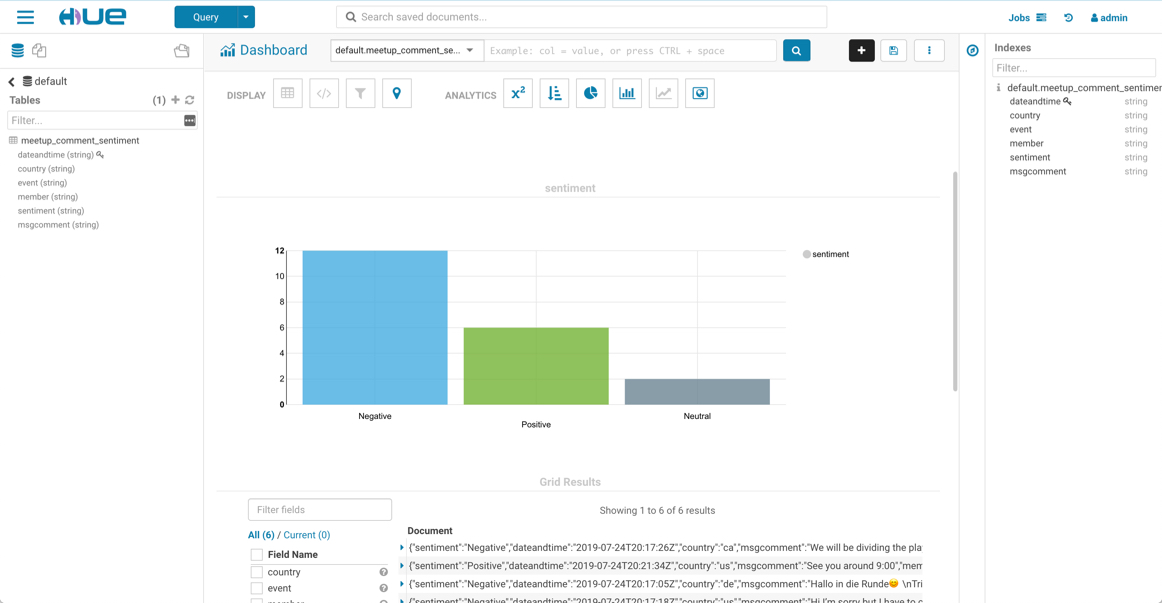 HUE
Query
Search saved documents...
Jobs
admin
default
Tables
(1)
Filter...
meetup_comment_sentiment
dateandtime (string)
country (string)
event (string)
member (string)
sentiment (string)
msgcomment (string)
Dashboard
default.meetup_comment_se...
Example: col = value, or press CTRL + space
DISPLAY
</>
ANALYTICS
x²
sentiment
12
10
8
6
4
2
0
Negative
Positive
Neutral
sentiment
Grid Results
Filter fields
Showing 1 to 6 of 6 results
All (6) / Current (0)
Field Name
country
event
Document
{"sentiment":"Negative","dateandtime":"2019-07-24T20:17:26Z","country":"ca","msgcomment":"We will be dividing the pla
{"sentiment":"Positive","dateandtime":"2019-07-24T20:21:34Z","country":"us","msgcomment":"See you around 9:00","mem
{"sentiment":"Negative","dateandtime":"2019-07-24T20:17:05Z","country":"de","msgcomment":"Hallo in die Runde😊 \nTri
{"sentiment":"Negative","dateandtime":"2019-07-24T20:17:18Z","country":"us","msgcomment":"Hi I'm sorry but I have to c
Indexes
Filter...
default.meetup_comment_sentimen
dateandtime string
country string
event string
member string
sentiment string
msgcomment string